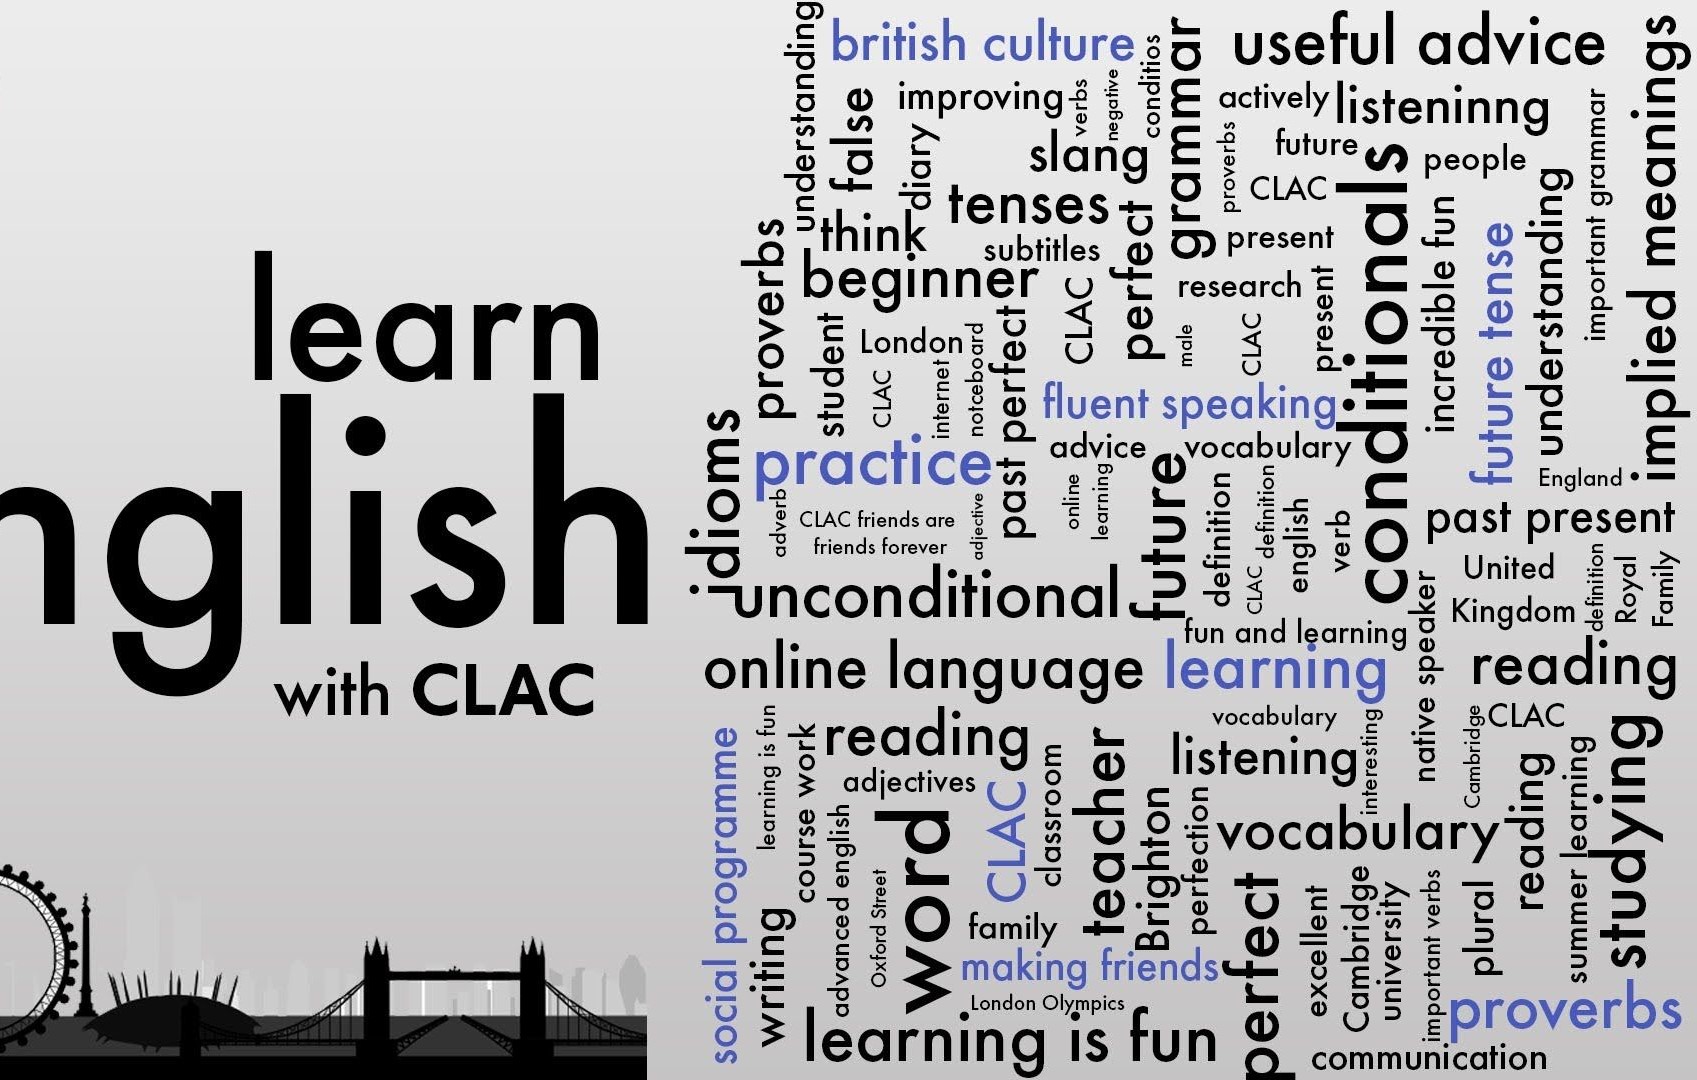 learn
nglish
with CLAC
understanding
british culture
conditios
grammar
useful advice
implied meanings
false
improving
verbs
negative
actively
listeninng
diary
slang
proverbs
future
people
important grammar
CLAC
tenses
think
subtitles
perfect
present
conditionals
incredible fun
future tense
understanding
proverbs
beginner
CLAC
research
present
student
London
male
CLAC
CLAC
internet
notceboard
past perfect
fluent speaking
idioms
practice
advice
vocabulary
England
adverb
CLAC friends are
friends forever
adjective
online
learning
future
definition
CLAC definition
english
verb
past present
unconditional
United
Kingdom
definition
Royal
Family
fun and learning
native speaker
online language
learning
reading
social programme
learning is fun
course work
reading
vocabulary
interesting
Cambridge
CLAC
studying
adjectives
CLAC
classroom
teacher
listening
reading
summer learning
advanced english
Oxford Street
word
Brighton
perfection
vocabulary
writing
family
perfect
excellent
Cambridge
university
important verbs
plural
making friends
London Olympics
proverbs
learning is fun
communication